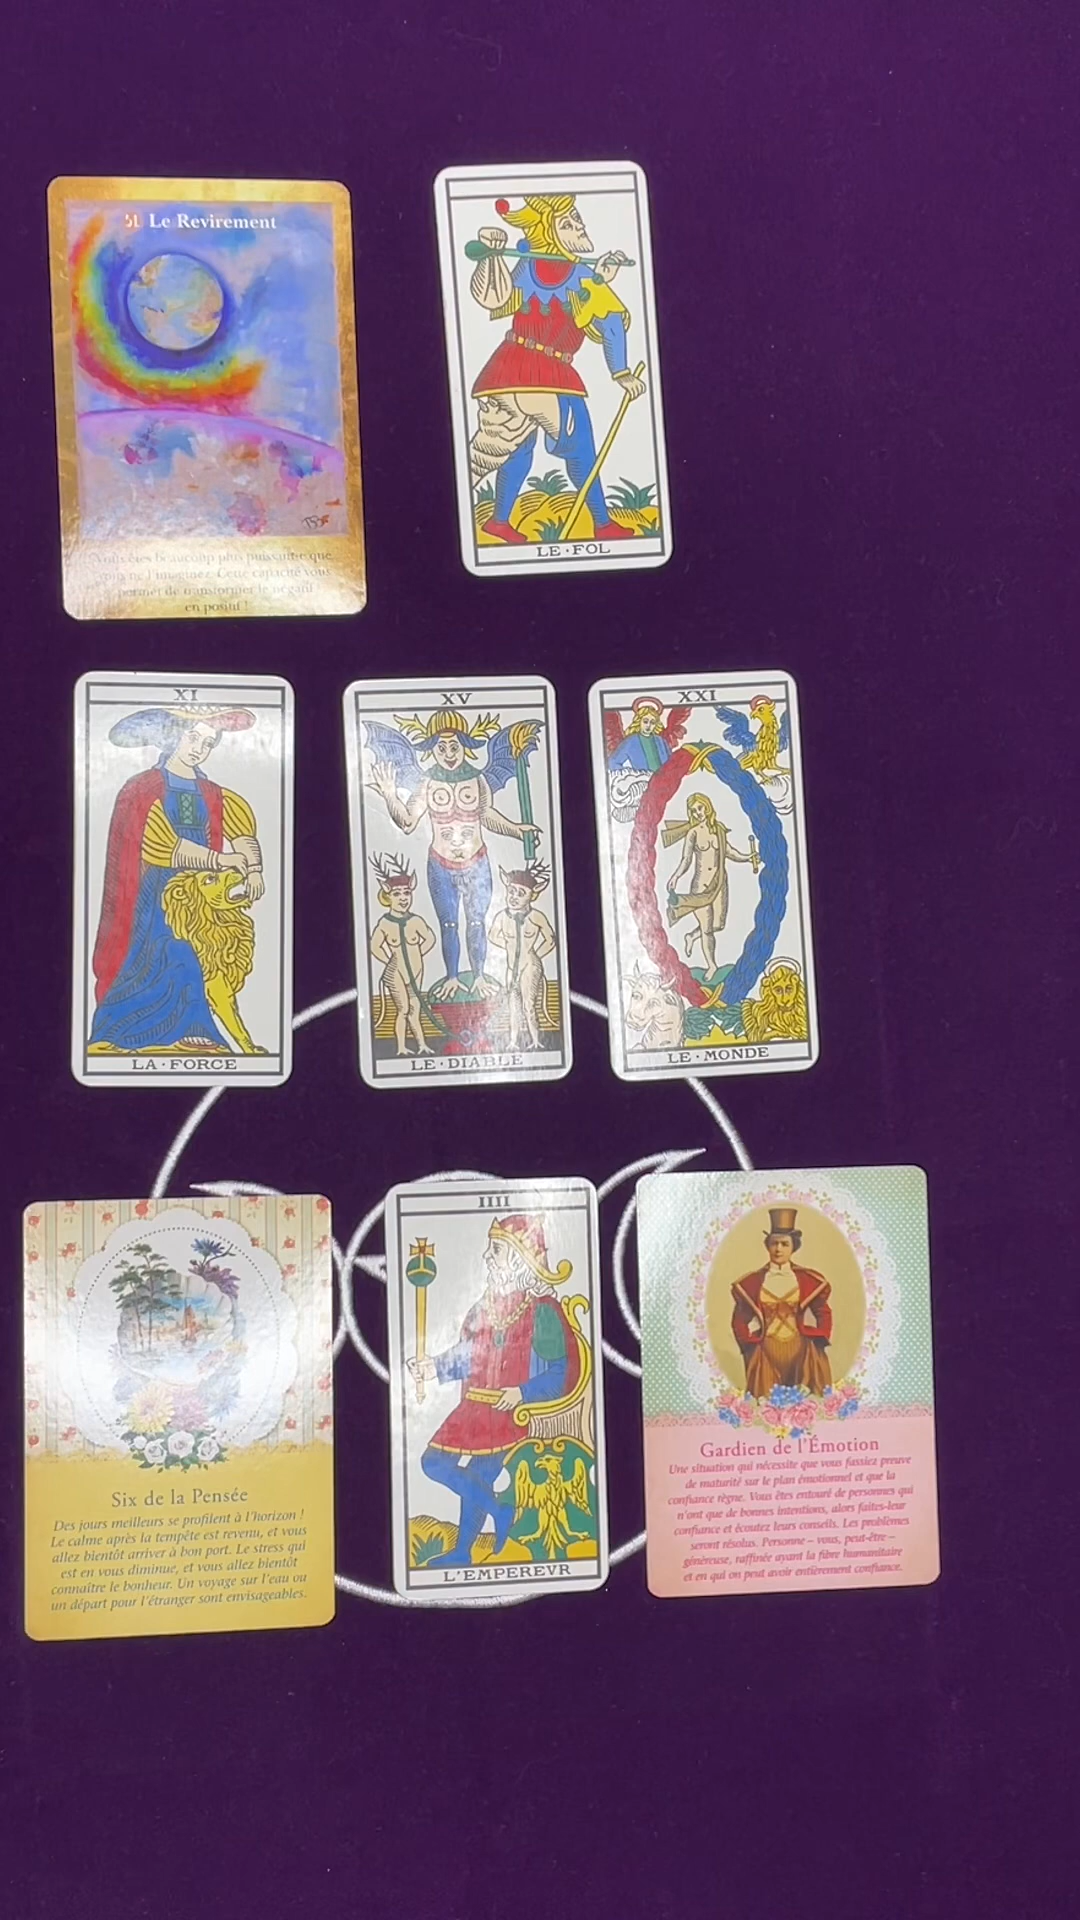 51 Le Revirement
Vous êtes beaucoup plus puissant·e que
vous ne l'imaginez. Cette capacité vous
permet de transformer le négatif
en positif !
LE·FOL
XI
LA·FORCE
XV
LE·DIABLE
XXI
LE·MONDE
Six de la Pensée
Des jours meilleurs se profilent à l'horizon !
Le calme après la tempête est revenu, et vous
allez bientôt arriver à bon port. Le stress qui
est en vous diminue, et vous allez bientôt
connaître le bonheur. Un voyage sur l'eau ou
un départ pour l'étranger sont envisageables.
IIII
L'EMPEREVR
Gardien de l'Émotion
Une situation qui nécessite que vous fassiez preuve
de maturité sur le plan émotionnel et que la
confiance règne. Vous êtes entouré de personnes qui
n'ont que de bonnes intentions, alors faites-leur
confiance et écoutez leurs conseils. Les problèmes
seront résolus. Personne – vous, peut-être –
généreuse, raffinée ayant la fibre humanitaire
et en qui on peut avoir entièrement confiance.